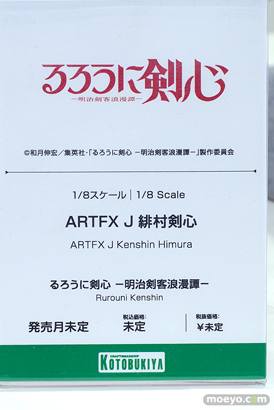 るろうに剣心
―明治剣客浪漫譚―
©和月伸宏／集英社・「るろうに剣心 －明治剣客浪漫譚－」製作委員会
1/8スケール｜1/8 Scale
ARTFX J 緋村剣心
ARTFX J Kenshin Himura
るろうに剣心 －明治剣客浪漫譚－
Rurouni Kenshin
発売月未定
税込価格:
未定
税抜価格:
￥未定
CRAFTSMANSHIP
KOTOBUKIYA
moeyo.com